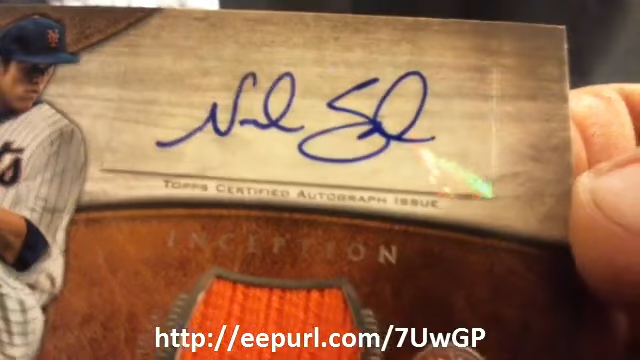 TOPPS CERTIFIED AUTOGRAPH ISSUE
INCEPTION
http://eepurl.com/7UwGP